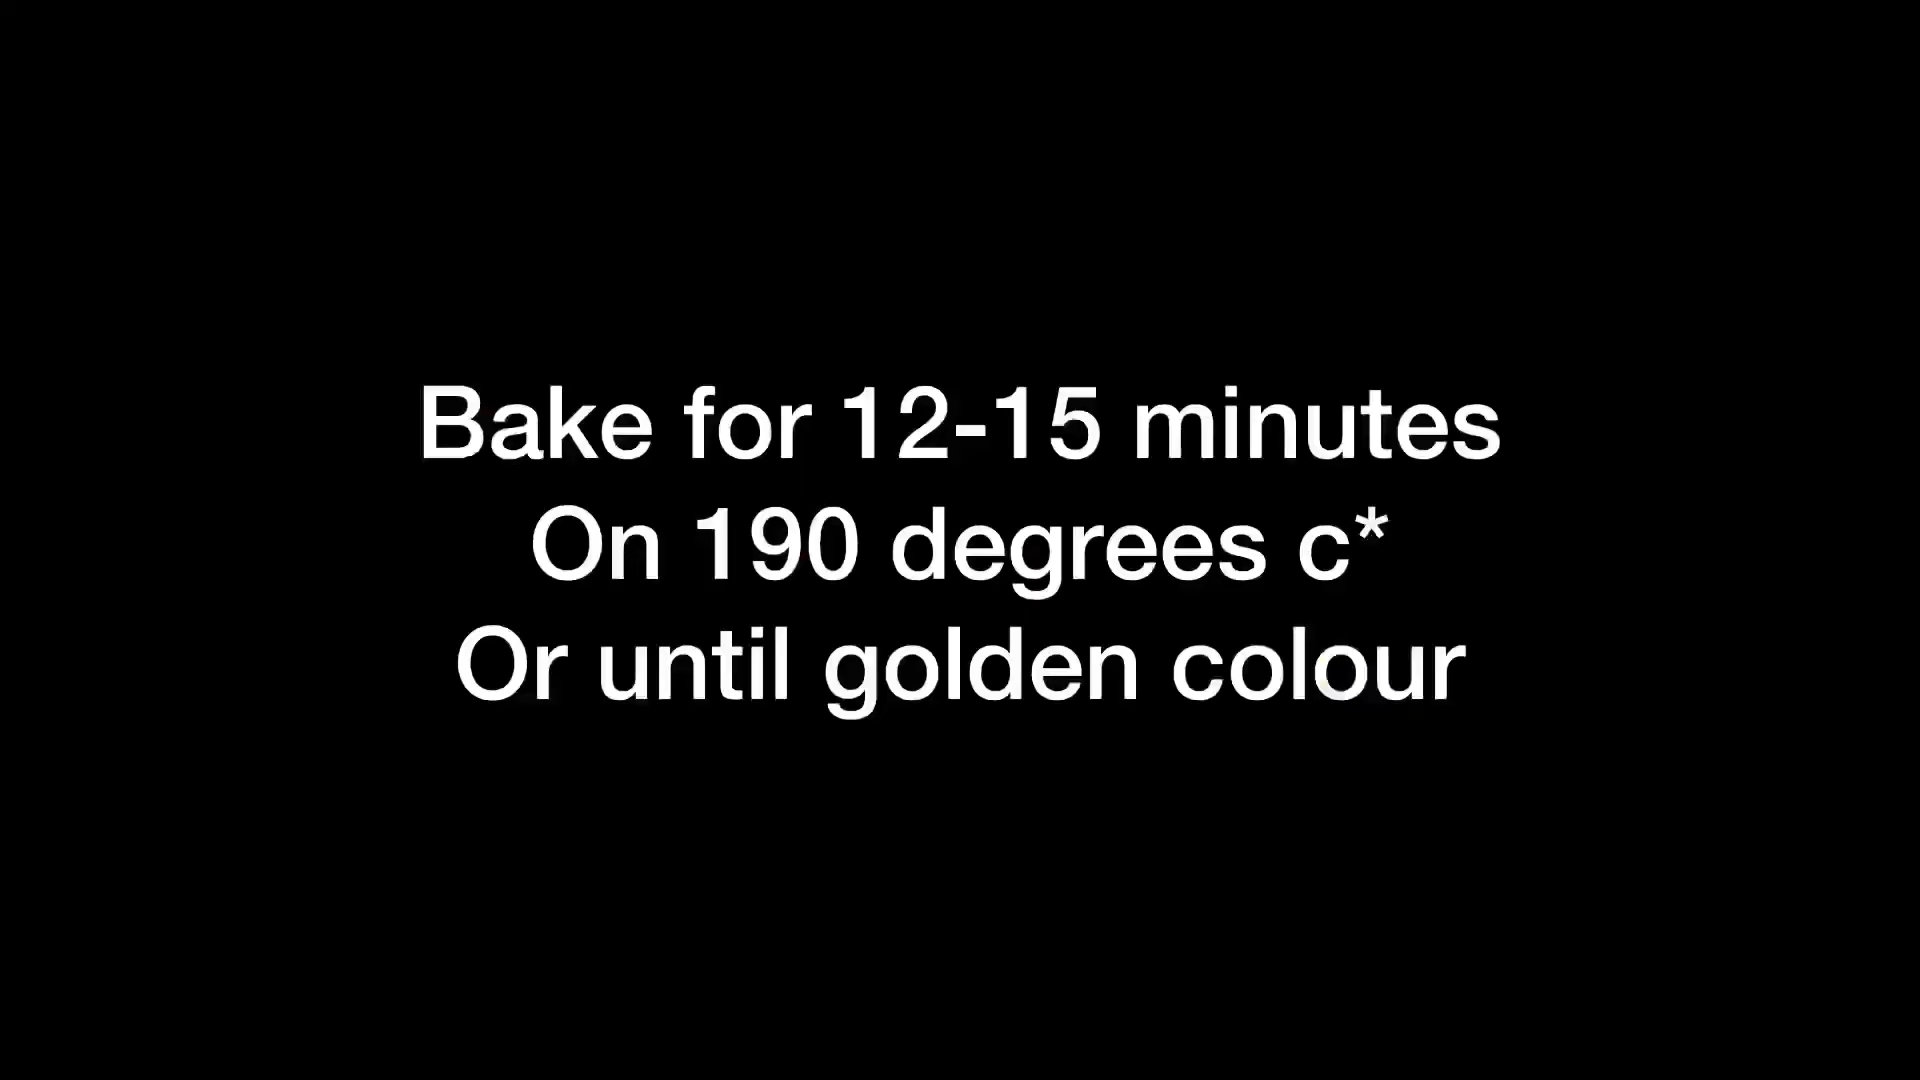 Bake for 12-15 minutes
On 190 degrees c*
Or until golden colour